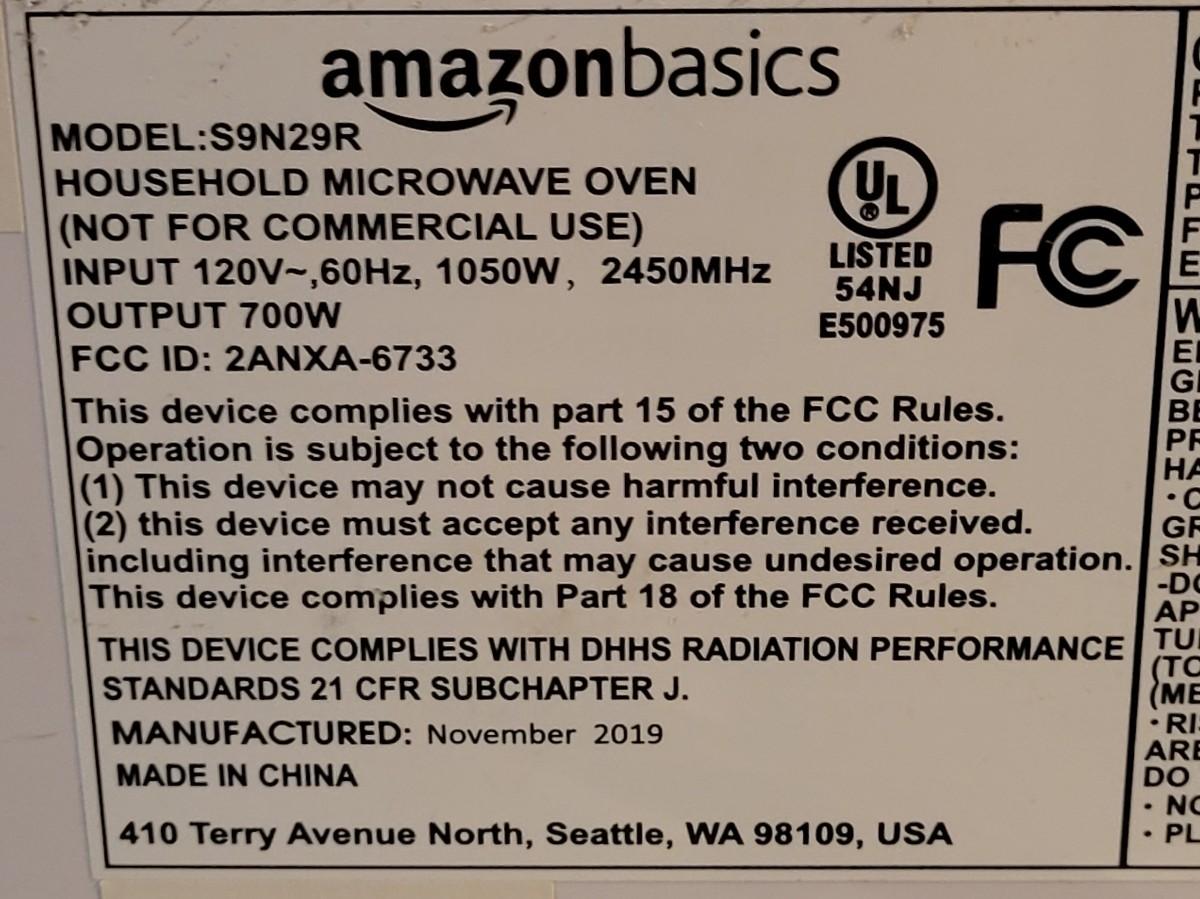 amazonbasics
MODEL:S9N29R
HOUSEHOLD MICROWAVE OVEN
(NOT FOR COMMERCIAL USE)
INPUT 120V~,60Hz, 1050W, 2450MHz
OUTPUT 700W
FCC ID: 2ANXA-6733
UL
®
LISTED
54NJ
E500975
FC
This device complies with part 15 of the FCC Rules.
Operation is subject to the following two conditions:
(1) This device may not cause harmful interference.
(2) this device must accept any interference received.
including interference that may cause undesired operation.
This device complies with Part 18 of the FCC Rules.
THIS DEVICE COMPLIES WITH DHHS RADIATION PERFORMANCE
STANDARDS 21 CFR SUBCHAPTER J.
MANUFACTURED: November 2019
MADE IN CHINA
410 Terry Avenue North, Seattle, WA 98109, USA
DO